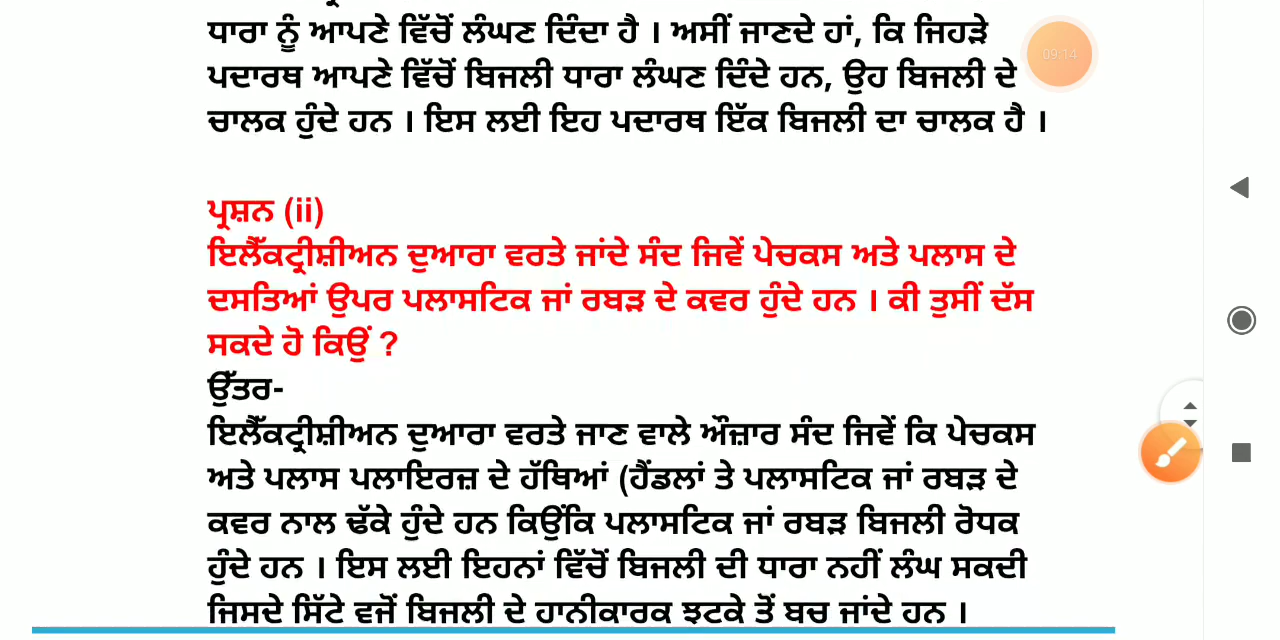 ਧਾਰਾ ਨੂੰ ਆਪਣੇ ਵਿੱਚੋਂ ਲੰਘਣ ਦਿੰਦਾ ਹੈ । ਅਸੀਂ ਜਾਣਦੇ ਹਾਂ, ਕਿ ਜਿਹੜੇ
09:14
ਪਦਾਰਥ ਆਪਣੇ ਵਿੱਚੋਂ ਬਿਜਲੀ ਧਾਰਾ ਲੰਘਣ ਦਿੰਦੇ ਹਨ, ਉਹ ਬਿਜਲੀ ਦੇ
ਚਾਲਕ ਹੁੰਦੇ ਹਨ । ਇਸ ਲਈ ਇਹ ਪਦਾਰਥ ਇੱਕ ਬਿਜਲੀ ਦਾ ਚਾਲਕ ਹੈ ।
ਪ੍ਰਸ਼ਨ (ii)
ਇਲੈੱਕਟ੍ਰੀਸ਼ੀਅਨ ਦੁਆਰਾ ਵਰਤੇ ਜਾਂਦੇ ਸੰਦ ਜਿਵੇਂ ਪੇਚਕਸ ਅਤੇ ਪਲਾਸ ਦੇ
ਦਸਤਿਆਂ ਉਪਰ ਪਲਾਸਟਿਕ ਜਾਂ ਰਬੜ ਦੇ ਕਵਰ ਹੁੰਦੇ ਹਨ । ਕੀ ਤੁਸੀਂ ਦੱਸ
ਸਕਦੇ ਹੋ ਕਿਉਂ ?
ਉੱਤਰ-
ਇਲੈੱਕਟ੍ਰੀਸ਼ੀਅਨ ਦੁਆਰਾ ਵਰਤੇ ਜਾਣ ਵਾਲੇ ਔਜ਼ਾਰ ਸੰਦ ਜਿਵੇਂ ਕਿ ਪੇਚਕਸ
ਅਤੇ ਪਲਾਸ ਪਲਾਇਰਜ਼ ਦੇ ਹੱਥਿਆਂ (ਹੈਂਡਲਾਂ ਤੇ ਪਲਾਸਟਿਕ ਜਾਂ ਰਬੜ ਦੇ
ਕਵਰ ਨਾਲ ਢੱਕੇ ਹੁੰਦੇ ਹਨ ਕਿਉਂਕਿ ਪਲਾਸਟਿਕ ਜਾਂ ਰਬੜ ਬਿਜਲੀ ਰੋਧਕ
ਹੁੰਦੇ ਹਨ । ਇਸ ਲਈ ਇਹਨਾਂ ਵਿੱਚੋਂ ਬਿਜਲੀ ਦੀ ਧਾਰਾ ਨਹੀਂ ਲੰਘ ਸਕਦੀ
ਜਿਸਦੇ ਸਿੱਟੇ ਵਜੋਂ ਬਿਜਲੀ ਦੇ ਹਾਨੀਕਾਰਕ ਝਟਕੇ ਤੋਂ ਬਚ ਜਾਂਦੇ ਹਨ ।